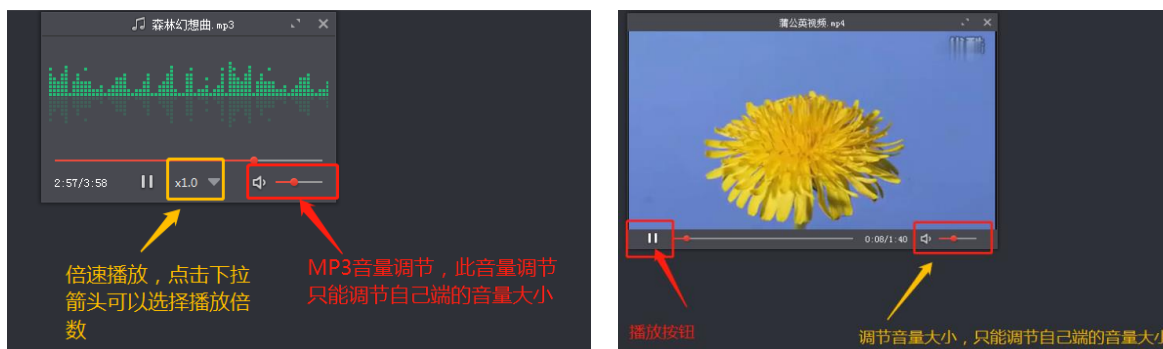 森林幻想曲.mp3
2:57/3:58
x1.0
倍速播放，点击下拉
箭头可以选择播放倍
数
MP3音量调节，此音量调节
只能调节自己端的音量大小
蒲公英视频.mp4
0:08/1:40
播放按钮
调节音量大小，只能调节自己端的音量大小